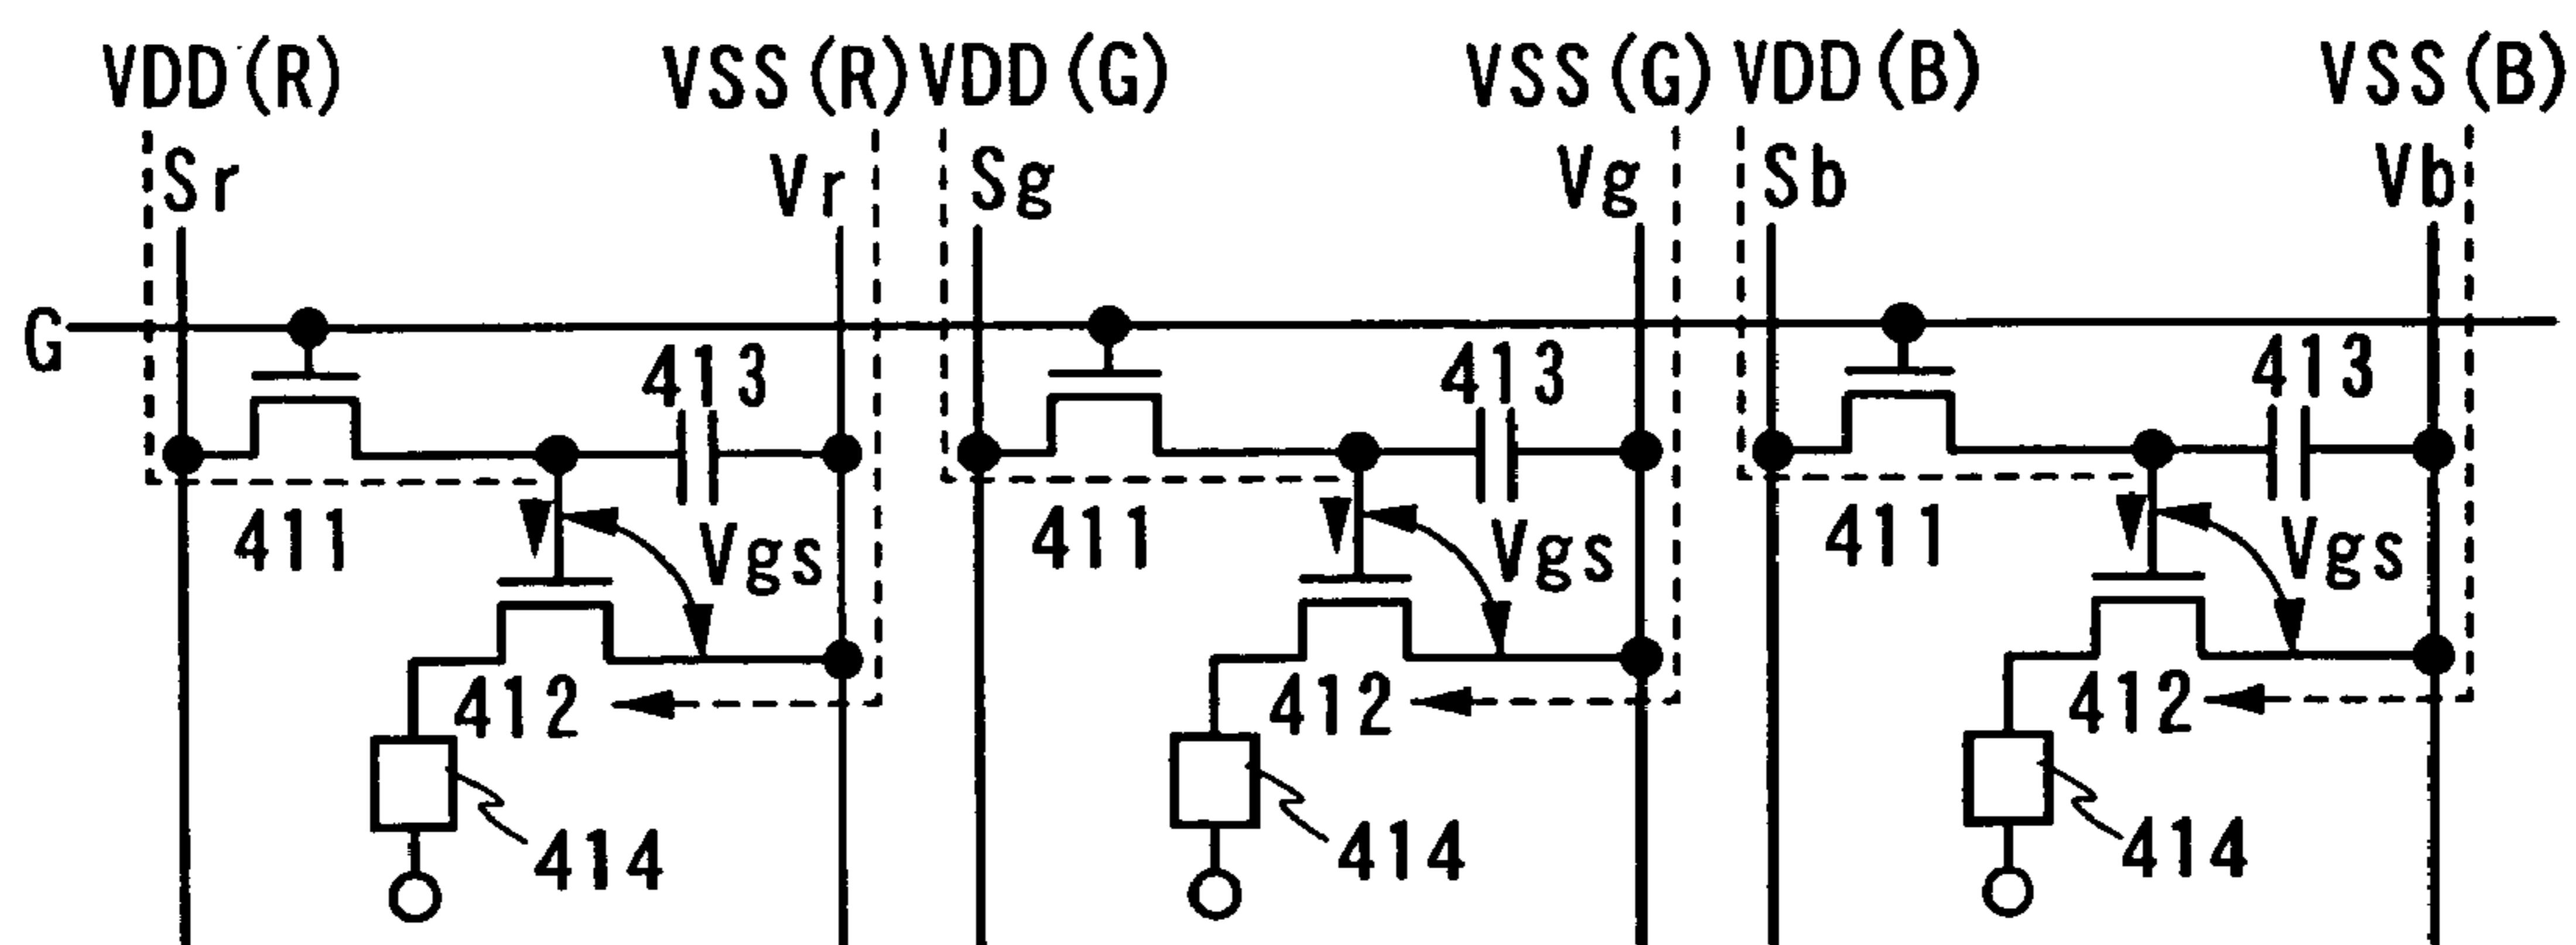 VDD(R) VSS(R) VDD(G) VSS(G) VDD(B) VSS(B)
Sr Vr Sg Vg Sb Vb
G
413 413 413
411 Vgs 411 Vgs 411 Vgs
412 412 412
414 414 414